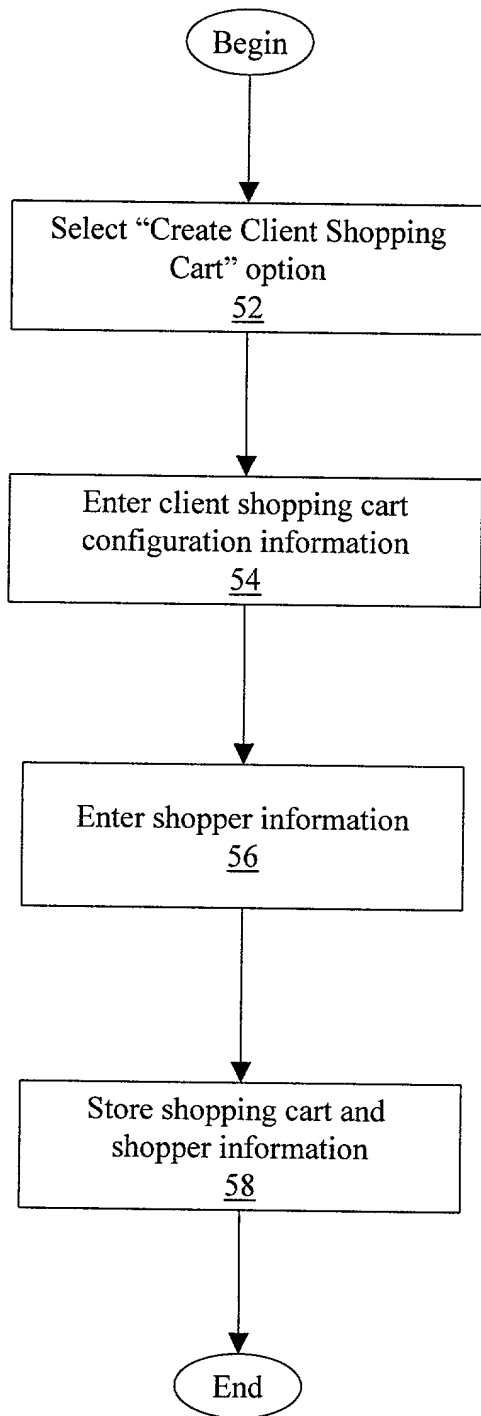 Begin
Select “Create Client Shopping
Cart” option
52
Enter client shopping cart
configuration information
54
Enter shopper information
56
Store shopping cart and
shopper information
58
End